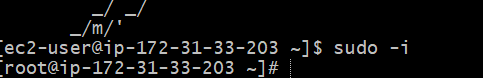 _/ _/
_/m/'
[ec2-user@ip-172-31-33-203 ~]$ sudo -i
[root@ip-172-31-33-203 ~]#